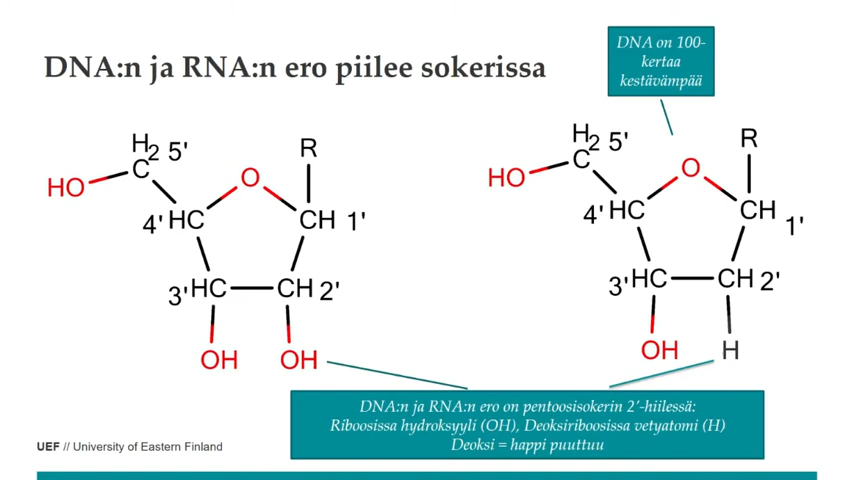 DNA:n ja RNA:n ero piilee sokerissa
DNA on 100-
kertaa
kestävämpää
H2 5'
C
HO
O
R
4' HC
CH 1'
3' HC
CH 2'
OH
OH
H2 5'
C
HO
O
R
4' HC
CH
1'
3' HC
CH 2'
OH
H
DNA:n ja RNA:n ero on pentoosisokerin 2'-hiilessä:
Riboosissa hydroksyyli (OH), Deoksiriboosissa vetyatomi (H)
Deoksi = happi puuttuu
UEF // University of Eastern Finland